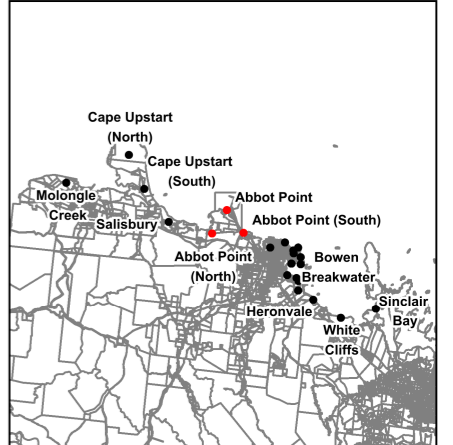 Cape Upstart
(North)
Cape Upstart
(South)
Molongle
Creek
Salisbury
Abbot Point
Abbot Point (South)
Abbot Point
(North)
Bowen
Breakwater
Heronvale
Sinclair
Bay
White
Cliffs